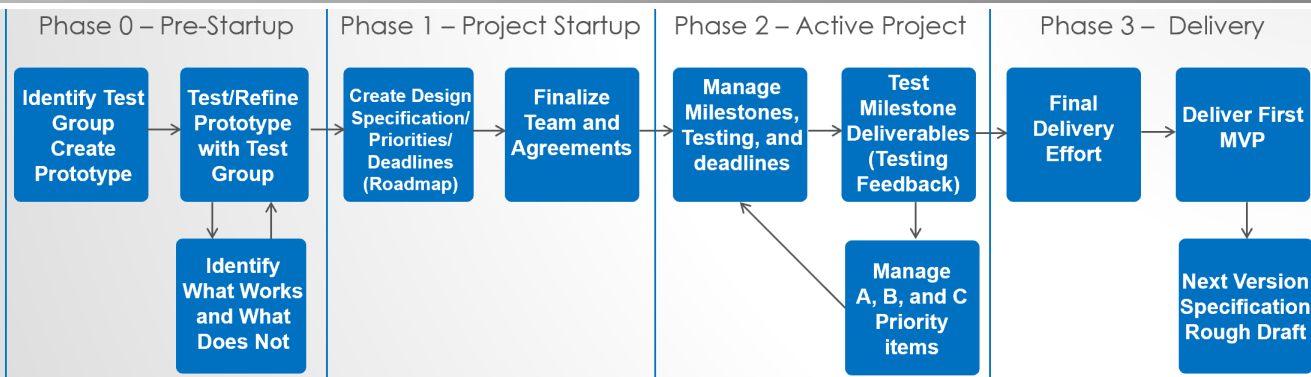 Phase 0 – Pre-Startup
Phase 1 – Project Startup
Phase 2 – Active Project
Phase 3 – Delivery
Identify Test
Group
Create
Prototype
Test/Refine
Prototype
with Test
Group
Create Design
Specification/
Priorities/
Deadlines
(Roadmap)
Finalize
Team and
Agreements
Manage
Milestones,
Testing, and
deadlines
Test
Milestone
Deliverables
(Testing
Feedback)
Final
Delivery
Effort
Deliver First
MVP
Identify
What Works
and What
Does Not
Manage
A, B, and C
Priority
items
Next Version
Specification
Rough Draft